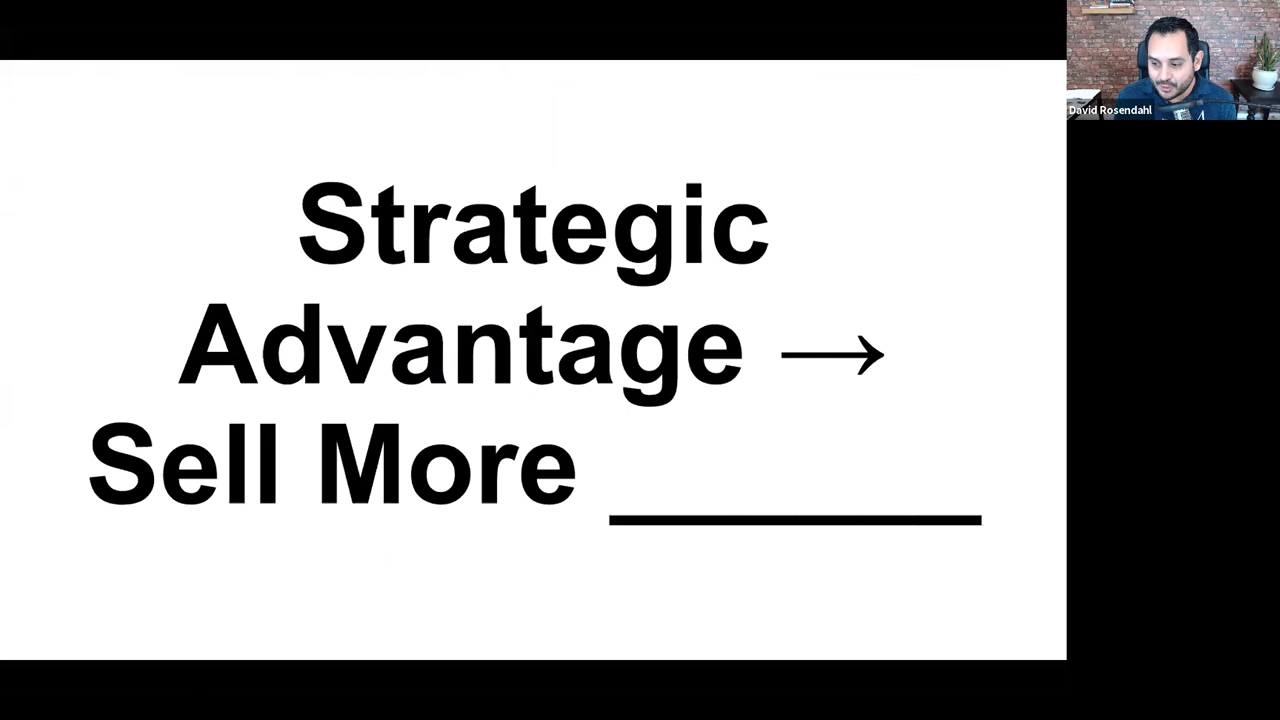 Strategic
Advantage →
Sell More ________
David Rosendahl